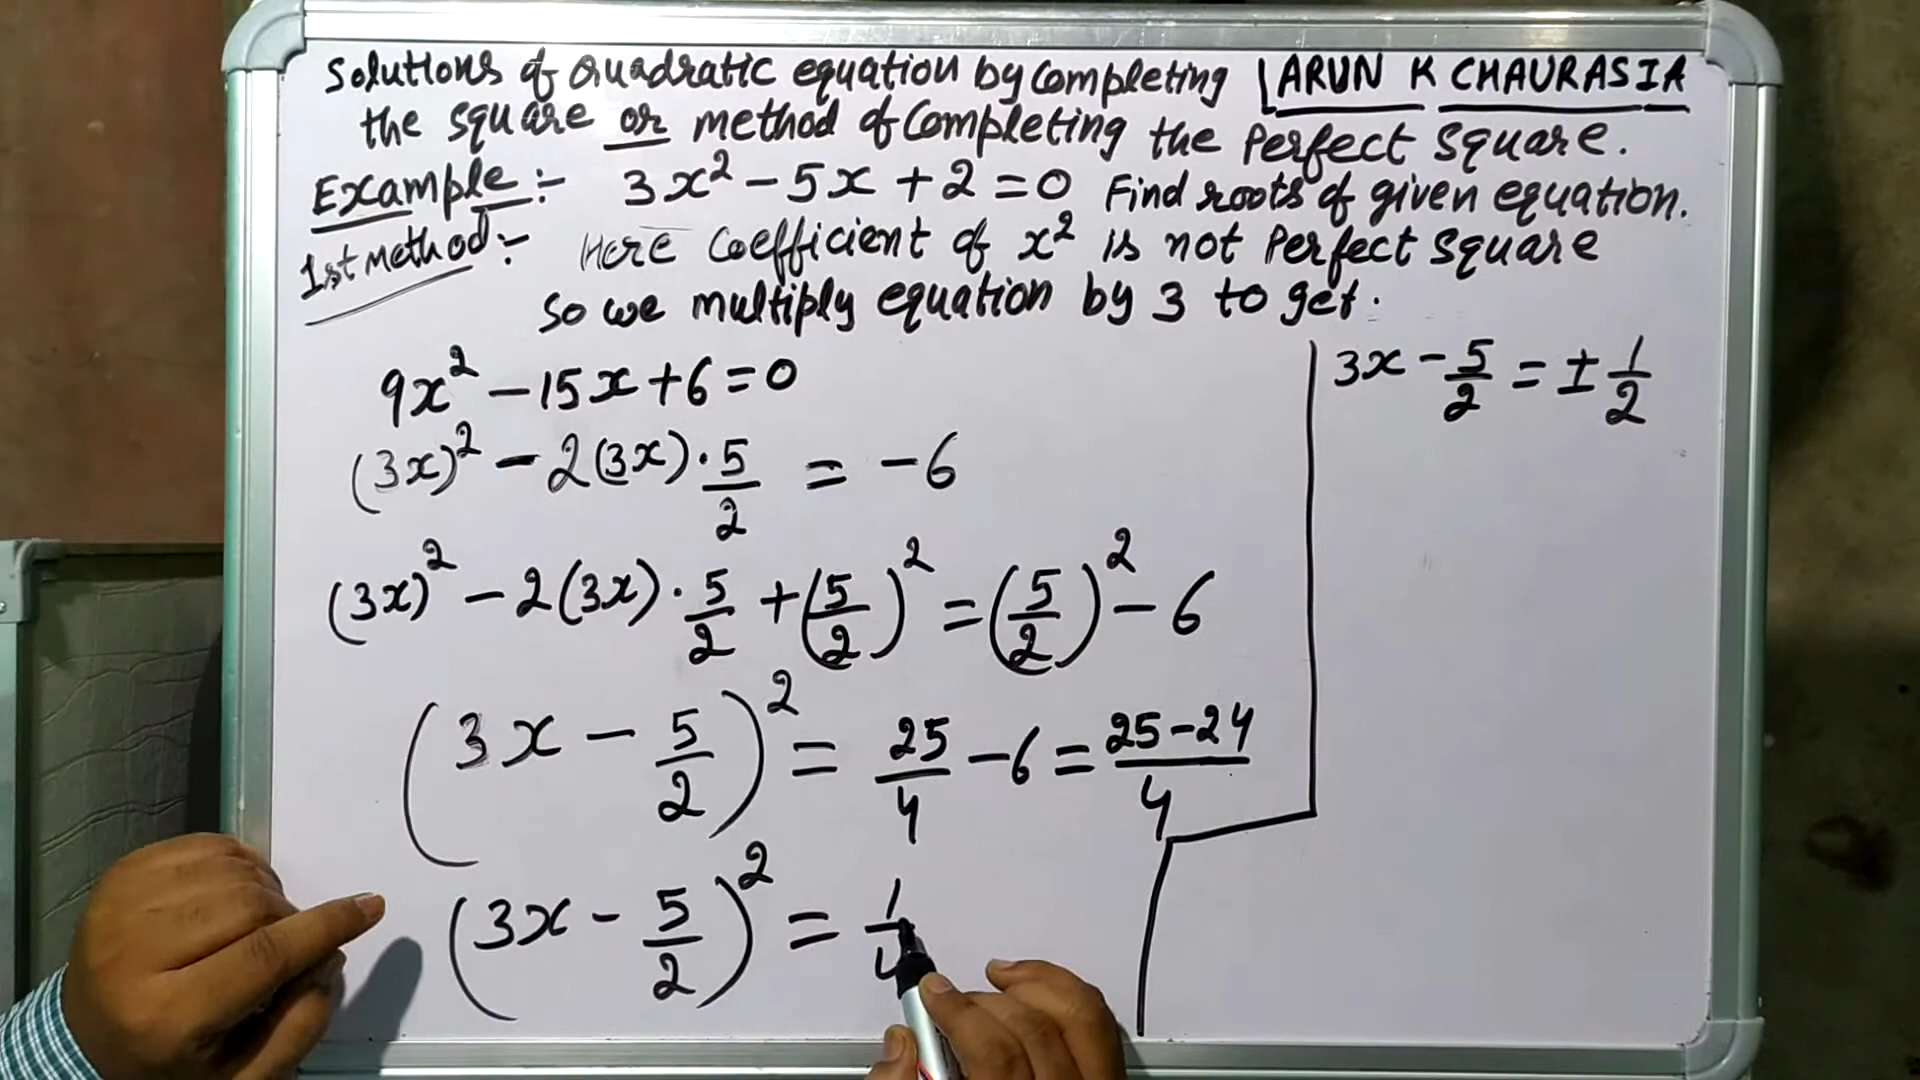 Solutions of Quadratic equation by Completing
ARUN K CHAURASIA
the square or method of Completing the Perfect Square.
Example:- 3x² - 5x + 2 = 0 Find roots of given equation.
1st method:- Here Coefficient of x² is not Perfect Square
So we multiply equation by 3 to get.
9x² - 15x + 6 = 0
(3x)² - 2(3x)·5/2 = -6
(3x)² - 2(3x)·5/2 + (5/2)² = (5/2)² - 6
(3x - 5/2)² = 25/4 - 6 = 25-24/4
(3x - 5/2)² = 1/4
3x - 5/2 = ± 1/2